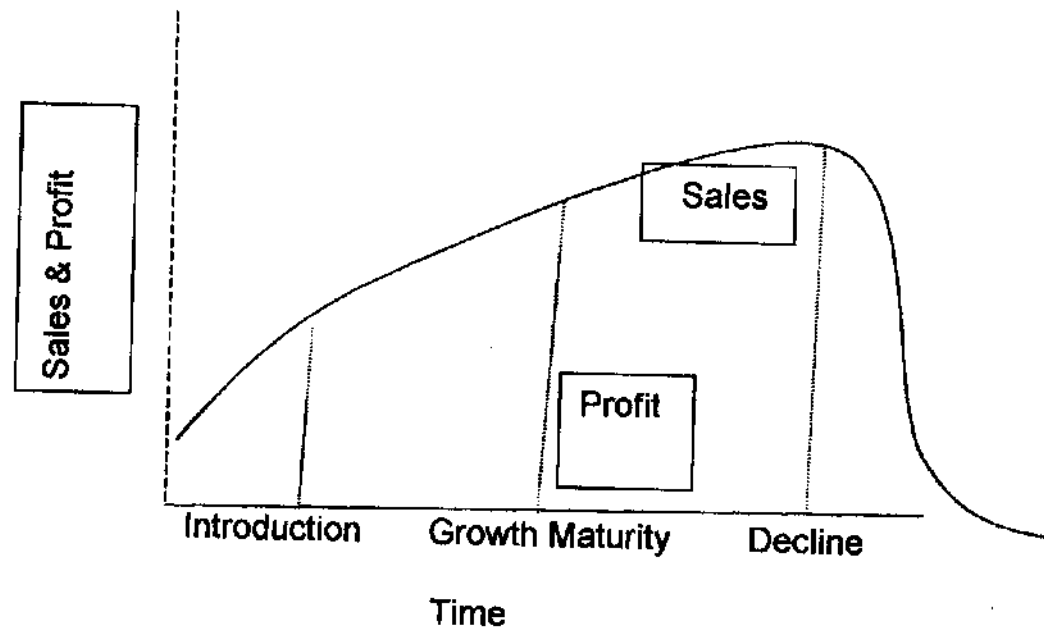 Sales & Profit
Sales
Profit
Introduction Growth Maturity Decline
Time